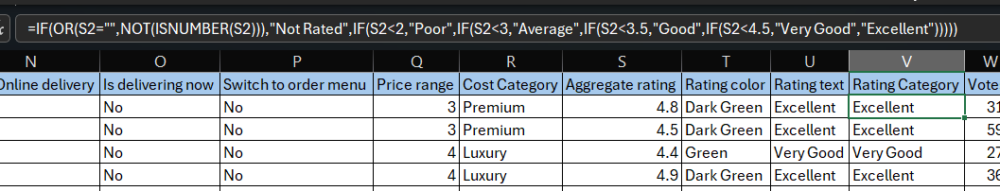 =IF(OR(S2="",NOT(ISNUMBER(S2))),"Not Rated",IF(S2<2,"Poor",IF(S2<3,"Average",IF(S2<3.5,"Good",IF(S2<4.5,"Very Good","Excellent")))))
N O P Q R S T U V W
Online delivery Is delivering now Switch to order menu Price range Cost Category Aggregate rating Rating color Rating text Rating Category Vote
No No 3 Premium 4.8 Dark Green Excellent Excellent 31
No No 3 Premium 4.5 Dark Green Excellent Excellent 59
No No 4 Luxury 4.4 Green Very Good Very Good 27
No No 4 Luxury 4.9 Dark Green Excellent Excellent 36